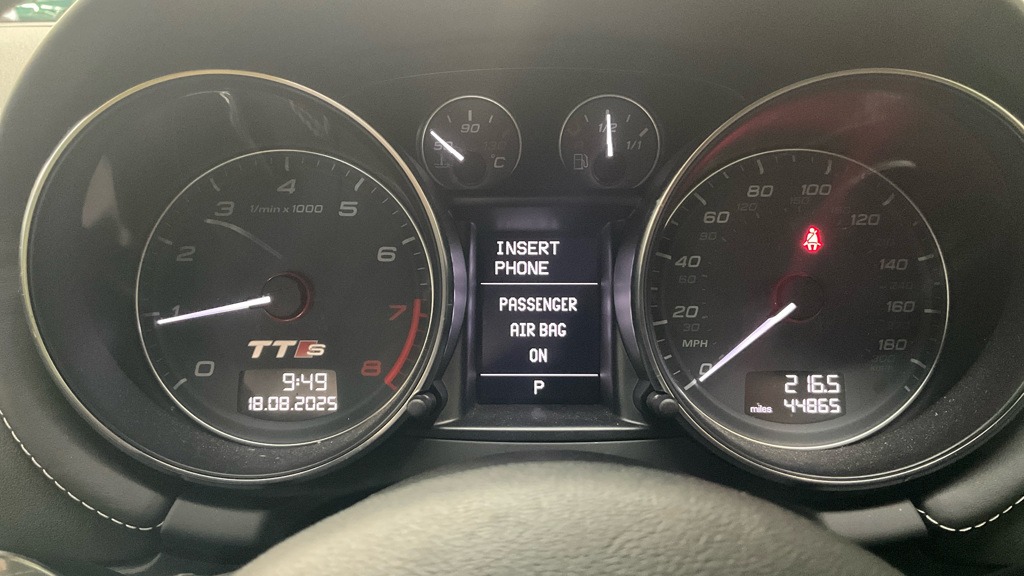 90
50
°C
1/2
1/1
4
3
1/min x 1000
5
2
6
1
7
0
8
TTS
9:49
18.08.2025
INSERT
PHONE
PASSENGER
AIR BAG
ON
P
80
100
60
120
40
140
20
30
160
MPH
180
0
216.5
miles 44865